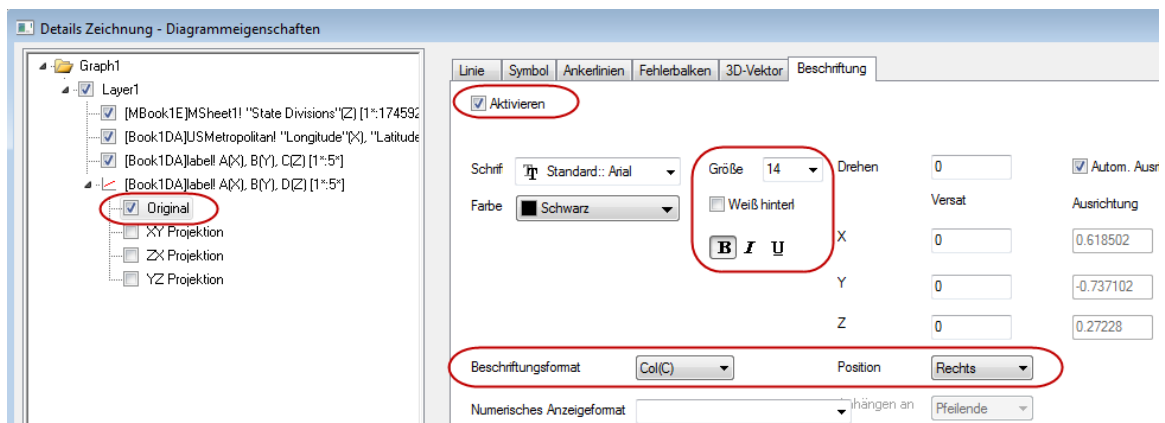 Details Zeichnung - Diagrammeigenschaften
Graph1
Layer1
[MBook1E]MSheet1! "State Divisions"(Z) [1*:174592
[Book1DA]USMetropolitan! "Longitude"(X), "Latitude
[Book1DA]label! A(X), B(Y), C(Z) [1*:5*]
[Book1DA]label! A(X), B(Y), D(Z) [1*:5*]
Original
XY Projektion
ZX Projektion
YZ Projektion
Linie Symbol Ankerlinien Fehlerbalken 3D-Vektor Beschriftung
Aktivieren
Schrif Standard:: Arial Größe 14 Drehen 0 Autom. Ausr
Farbe Schwarz Weiß hinterl Versat Ausrichtung
B I U
X 0 0.618502
Y 0 -0.737102
Z 0 0.27228
Beschriftungsformat Col(C) Position Rechts
Numerisches Anzeigeformat hängen an Pfeilende